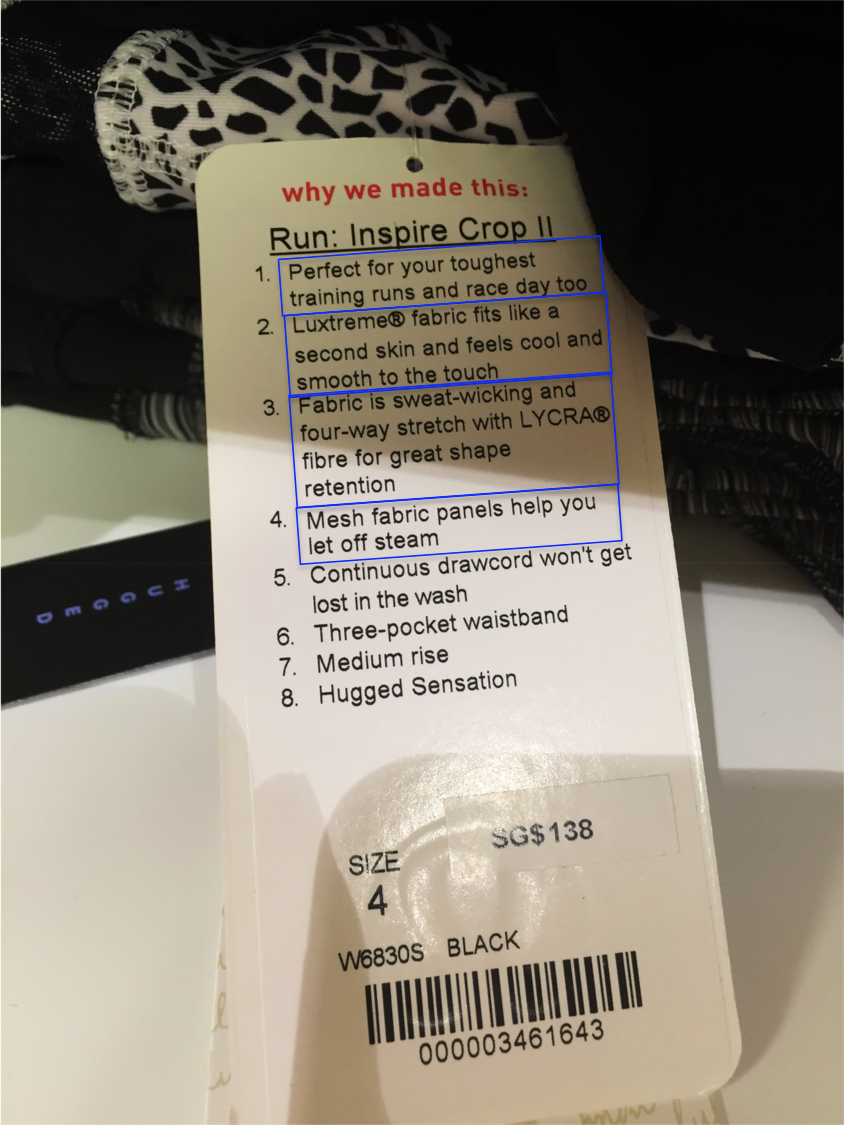 why we made this:
Run: Inspire Crop II
1. Perfect for your toughest
training runs and race day too
2. Luxtreme® fabric fits like a
second skin and feels cool and
smooth to the touch
3. Fabric is sweat-wicking and
four-way stretch with LYCRA®
fibre for great shape
retention
4. Mesh fabric panels help you
let off steam
5. Continuous drawcord won't get
lost in the wash
6. Three-pocket waistband
7. Medium rise
8. Hugged Sensation
HUGGED
SG$138
SIZE
4
W6830S BLACK
000003461643